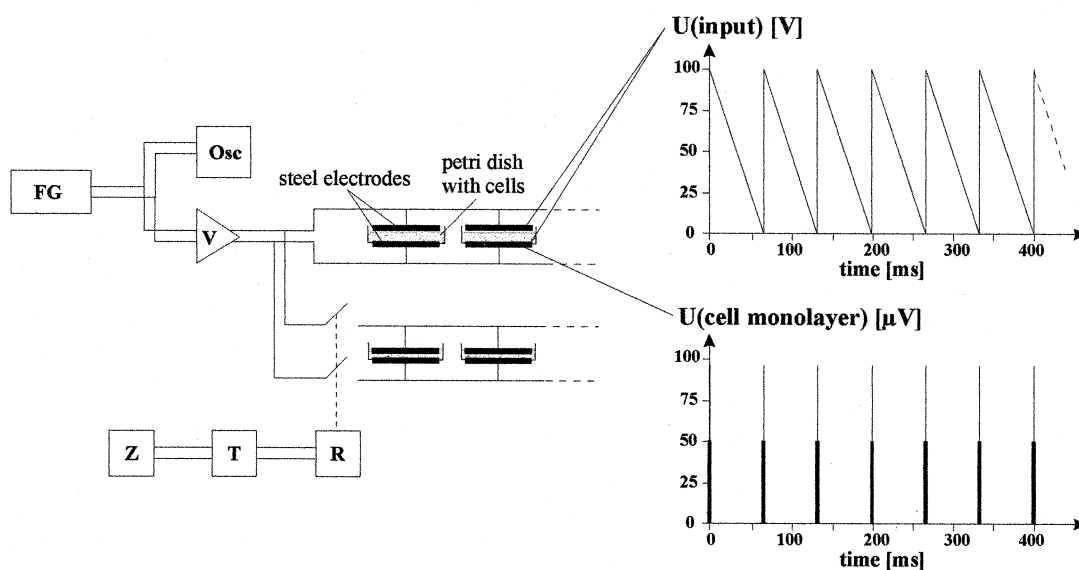 U(input) [V]
100
75
50
25
0
0
100
200
300
400
time [ms]
Osc
FG
V
steel electrodes
petri dish
with cells
U(cell monolayer) [µV]
100
75
50
25
0
0
100
200
300
400
time [ms]
Z
T
R